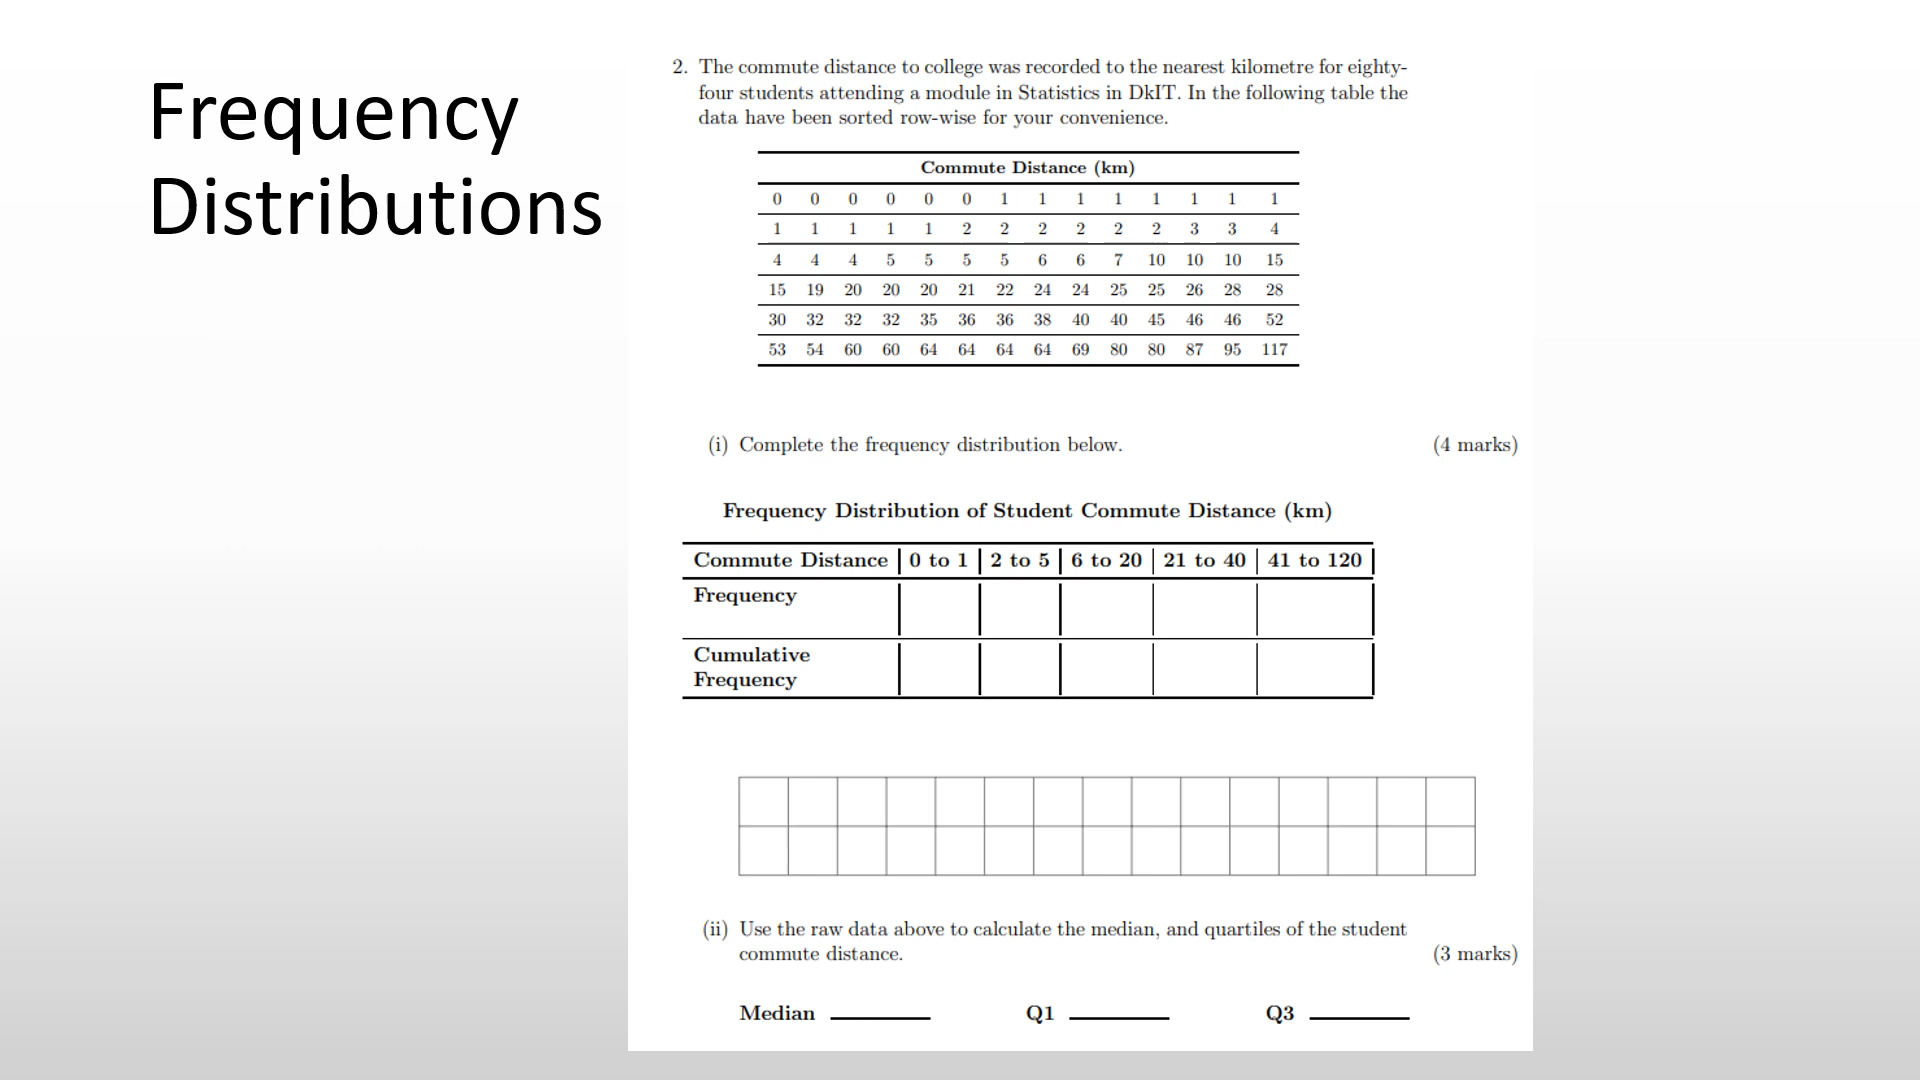 Frequency
Distributions
2. The commute distance to college was recorded to the nearest kilometre for eighty-
four students attending a module in Statistics in DkIT. In the following table the
data have been sorted row-wise for your convenience.
Commute Distance (km)
0 0 0 0 0 0 1 1 1 1 1 1 1 1
1 1 1 1 1 2 2 2 2 2 2 3 3 4
4 4 4 5 5 5 5 6 6 7 10 10 10 15
15 19 20 20 20 21 22 24 24 25 25 26 28 28
30 32 32 32 35 36 36 38 40 40 45 46 46 52
53 54 60 60 64 64 64 64 69 80 80 87 95 117
(i) Complete the frequency distribution below. (4 marks)
Frequency Distribution of Student Commute Distance (km)
Commute Distance 0 to 1 2 to 5 6 to 20 21 to 40 41 to 120
Frequency
Cumulative
Frequency
(ii) Use the raw data above to calculate the median, and quartiles of the student
commute distance. (3 marks)
Median Q1 Q3